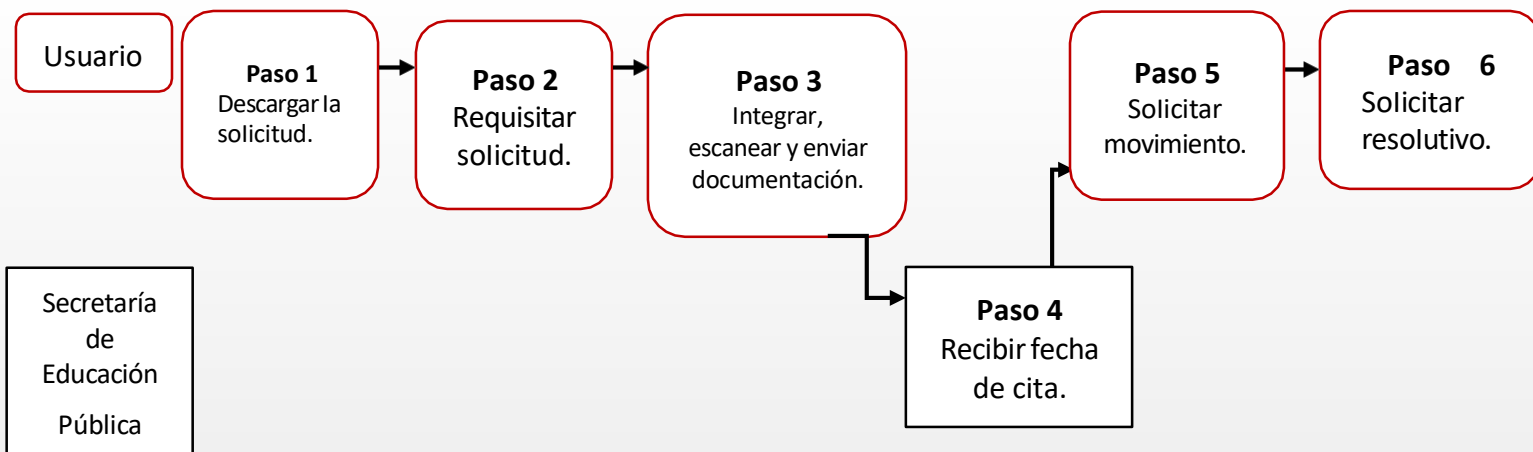 Usuario
Paso 1
Descargar la
solicitud.
Paso 2
Requisitar
solicitud.
Paso 3
Integrar,
escanear y enviar
documentación.
Paso 5
Solicitar
movimiento.
Paso 6
Solicitar
resolutivo.
Secretaría
de
Educación
Pública
Paso 4
Recibir fecha
de cita.